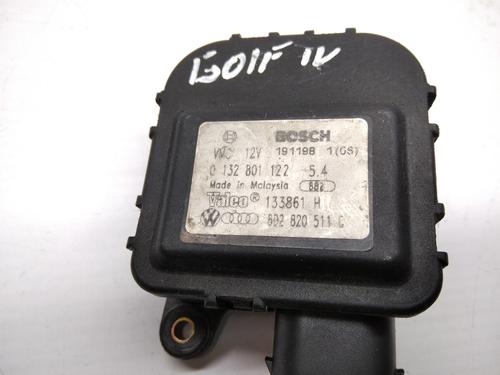 GOlF IV
BOSCH
VMC 12V 191198 1(GS)
0 132 801 122 5.4
Made in Malaysia 882
Valeo® 133861 H
8D2 820 511 C